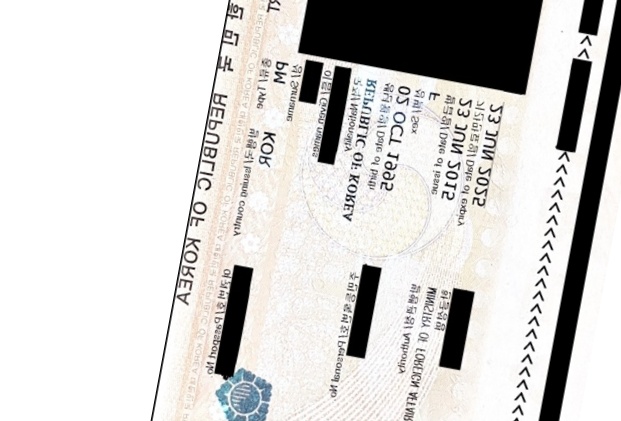 대한민국 REPUBLIC OF KOREA
종류/ Type
PM
발행국/ Issuing country
KOR
여권번호/ Passport No
성/ Surname
이름/ Given names
국적/ Nationality
REPUBLIC OF KOREA
생년월일/ Date of birth
02 OCT 1995
주민등록번호/ Personal No
성별/ Sex
F
발급일/ Date of issue
23 JUN 2015
발행관청/ Authority
MINISTRY OF FOREIGN AFFAIRS
기간만료일/ Date of expiry
23 JUN 2025
한글성명